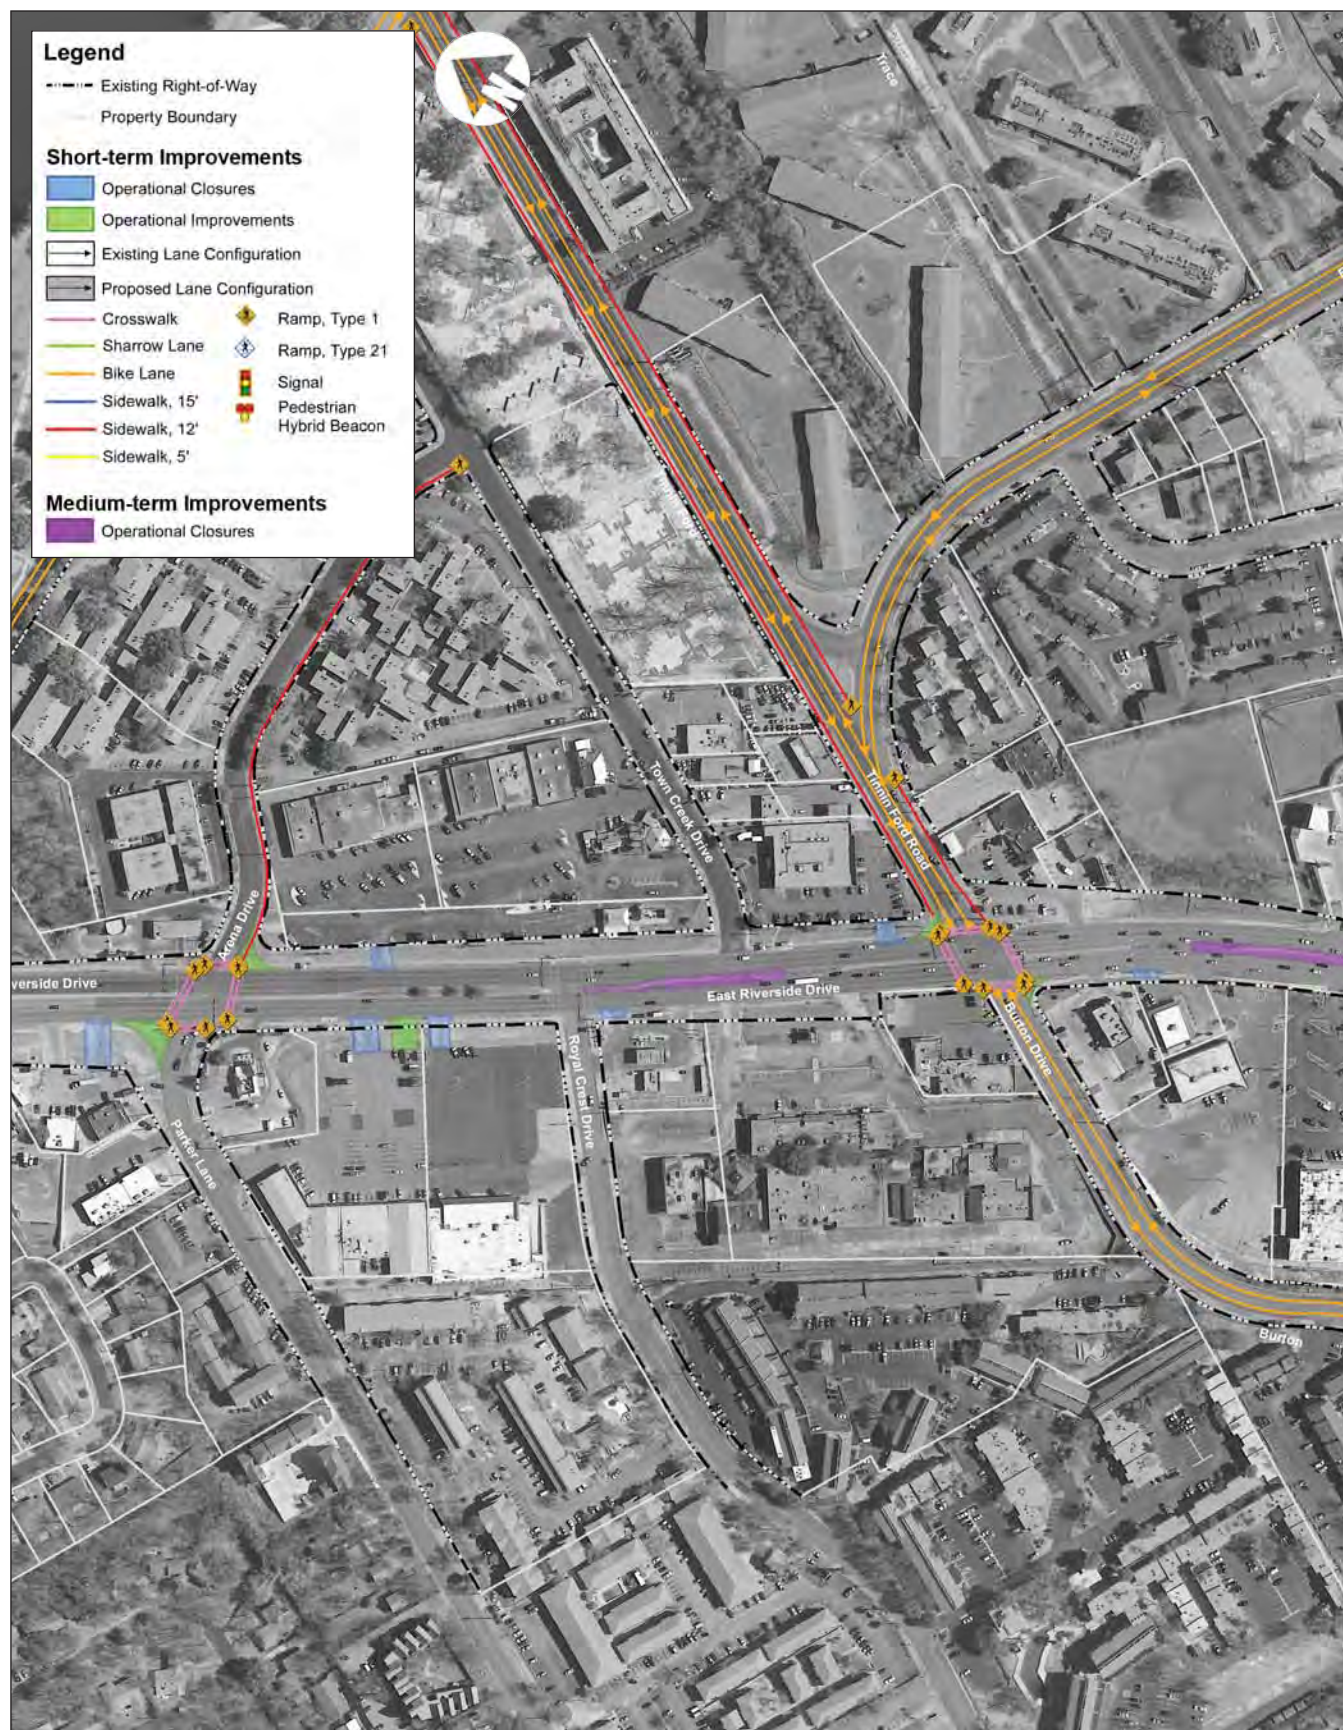 Legend
Existing Right-of-Way
Property Boundary
Short-term Improvements
Operational Closures
Operational Improvements
Existing Lane Configuration
Proposed Lane Configuration
Crosswalk
Sharrow Lane
Bike Lane
Sidewalk, 15'
Sidewalk, 12'
Sidewalk, 5'
Ramp, Type 1
Ramp, Type 21
Signal
Pedestrian
Hybrid Beacon
Medium-term Improvements
Operational Closures
N
Trace
Town Creek Drive
Tinnin Ford Road
Arena Drive
verside Drive
East Riverside Drive
Burton Drive
Royal Crest Drive
Parker Lane
Burton